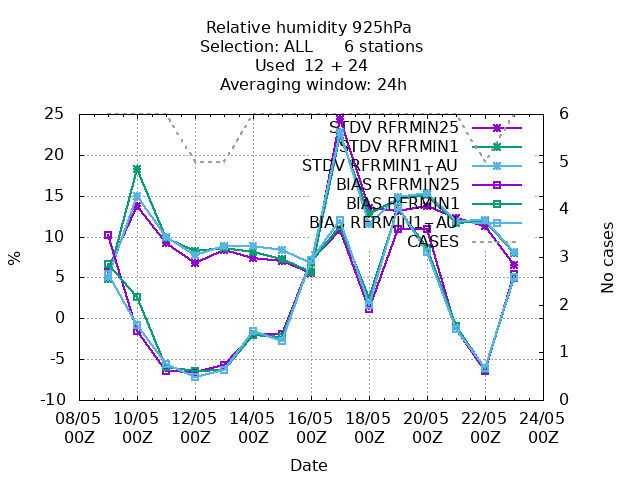 Relative humidity 925hPa
Selection: ALL 6 stations
Used 12 + 24
Averaging window: 24h
25
20
15
10
5
0
-5
-10
%
6
5
4
3
2
1
0
No cases
STDV RFRMIN25
STDV RFRMIN1
STDV RFRMIN1TAU
BIAS RFRMIN25
BIAS RFRMIN1
BIAS RFRMIN1TAU
CASES
08/05 10/05 12/05 14/05 16/05 18/05 20/05 22/05 24/05
00Z 00Z 00Z 00Z 00Z 00Z 00Z 00Z 00Z
Date